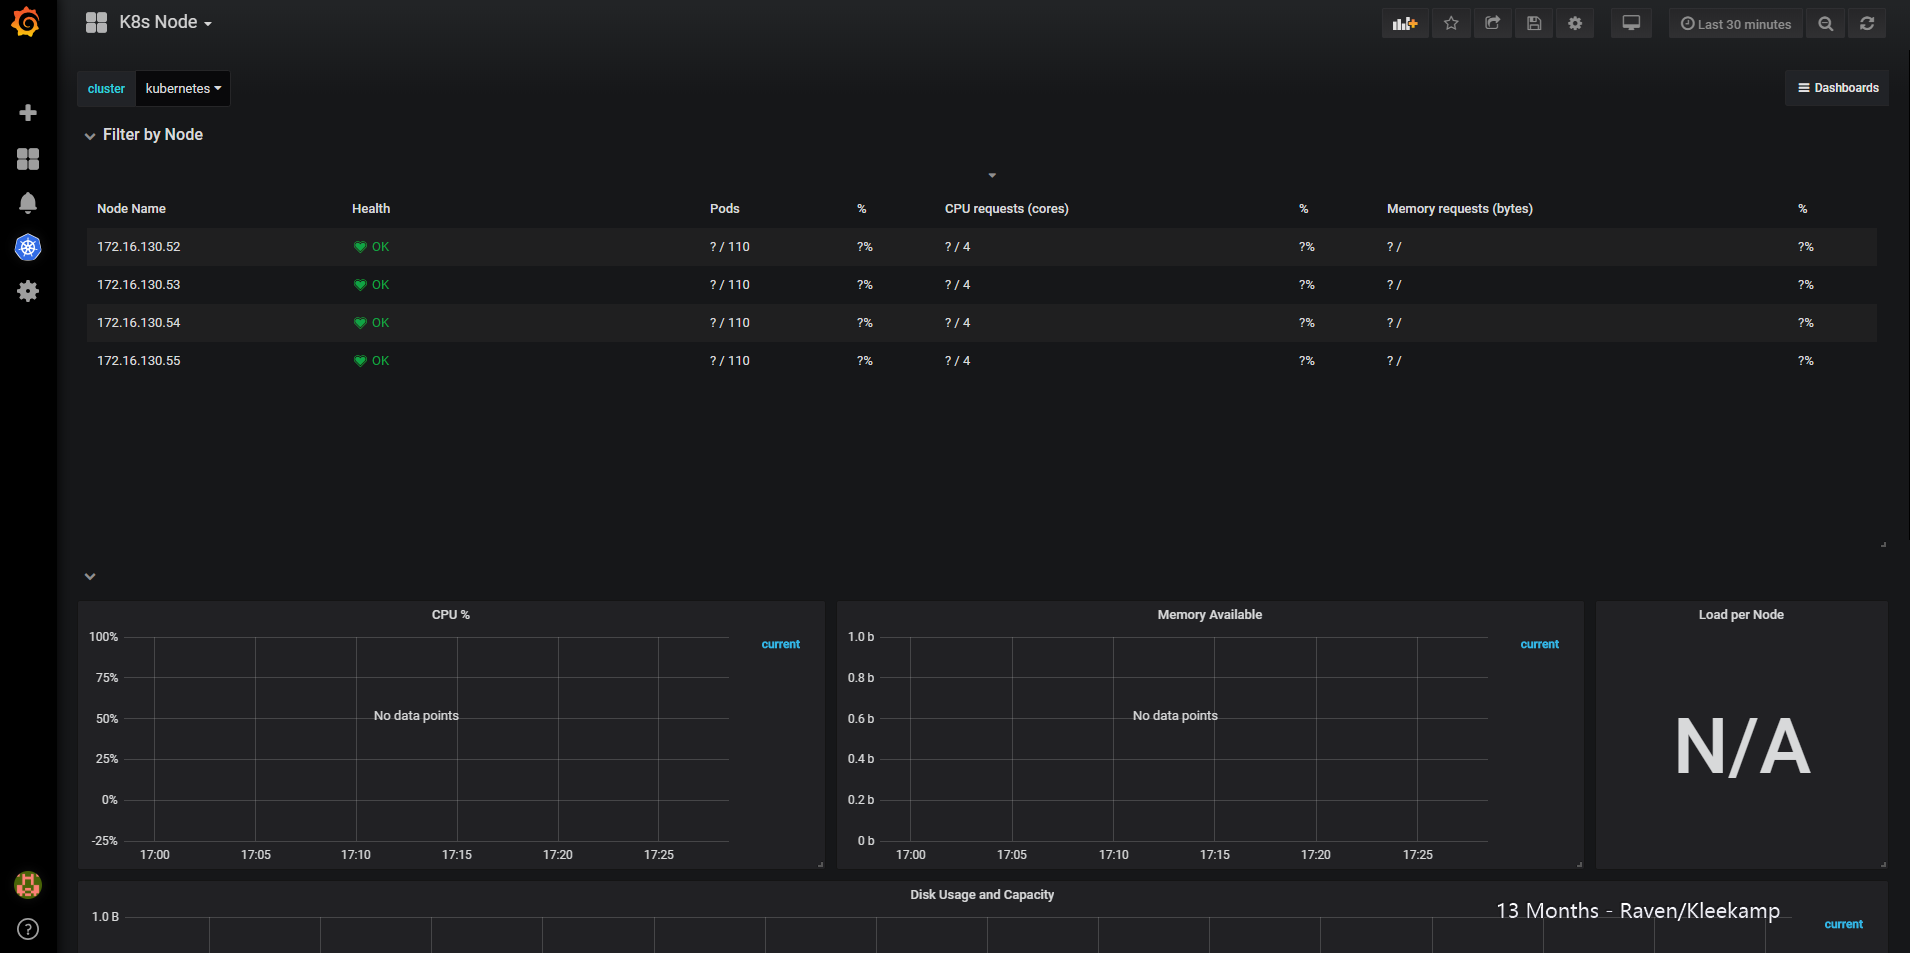 K8s Node
Last 30 minutes
cluster kubernetes
Dashboards
Filter by Node
Node Name Health Pods % CPU requests (cores) % Memory requests (bytes) %
172.16.130.52 OK ? / 110 ?% ? / 4 ?% ? / ?%
172.16.130.53 OK ? / 110 ?% ? / 4 ?% ? / ?%
172.16.130.54 OK ? / 110 ?% ? / 4 ?% ? / ?%
172.16.130.55 OK ? / 110 ?% ? / 4 ?% ? / ?%
CPU %
100%
75%
50%
25%
0%
-25%
No data points
current
17:00 17:05 17:10 17:15 17:20 17:25
Memory Available
1.0 b
0.8 b
0.6 b
0.4 b
0.2 b
0 b
No data points
current
17:00 17:05 17:10 17:15 17:20 17:25
Load per Node
N/A
Disk Usage and Capacity
1.0 B
current
13 Months - Raven/Kleekamp
?